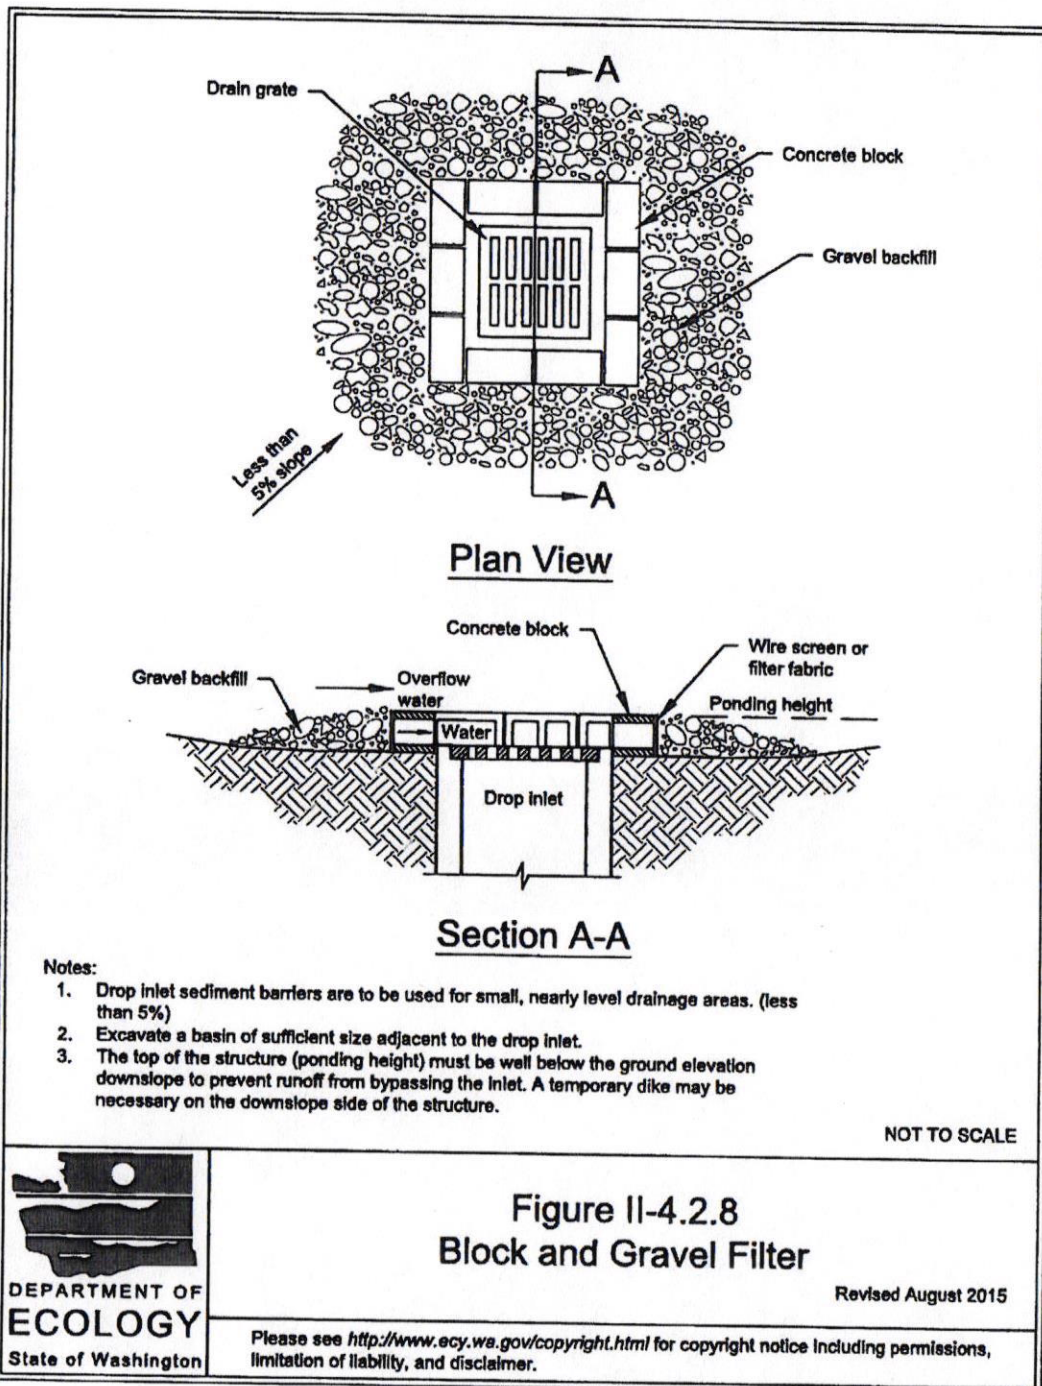 A
Drain grate
Concrete block
Gravel backfill
Less than
5% slope
A
Plan View
Concrete block
Wire screen or
filter fabric
Gravel backfill
Overflow
water
Ponding height
Water
Drop inlet
Section A-A
Notes:
1. Drop inlet sediment barriers are to be used for small, nearly level drainage areas. (less
than 5%)
2. Excavate a basin of sufficient size adjacent to the drop inlet.
3. The top of the structure (ponding height) must be well below the ground elevation
downslope to prevent runoff from bypassing the inlet. A temporary dike may be
necessary on the downslope side of the structure.
NOT TO SCALE
Figure II-4.2.8
Block and Gravel Filter
Revised August 2015
DEPARTMENT OF
ECOLOGY
State of Washington
Please see http://www.ecy.wa.gov/copyright.html for copyright notice including permissions,
limitation of liability, and disclaimer.